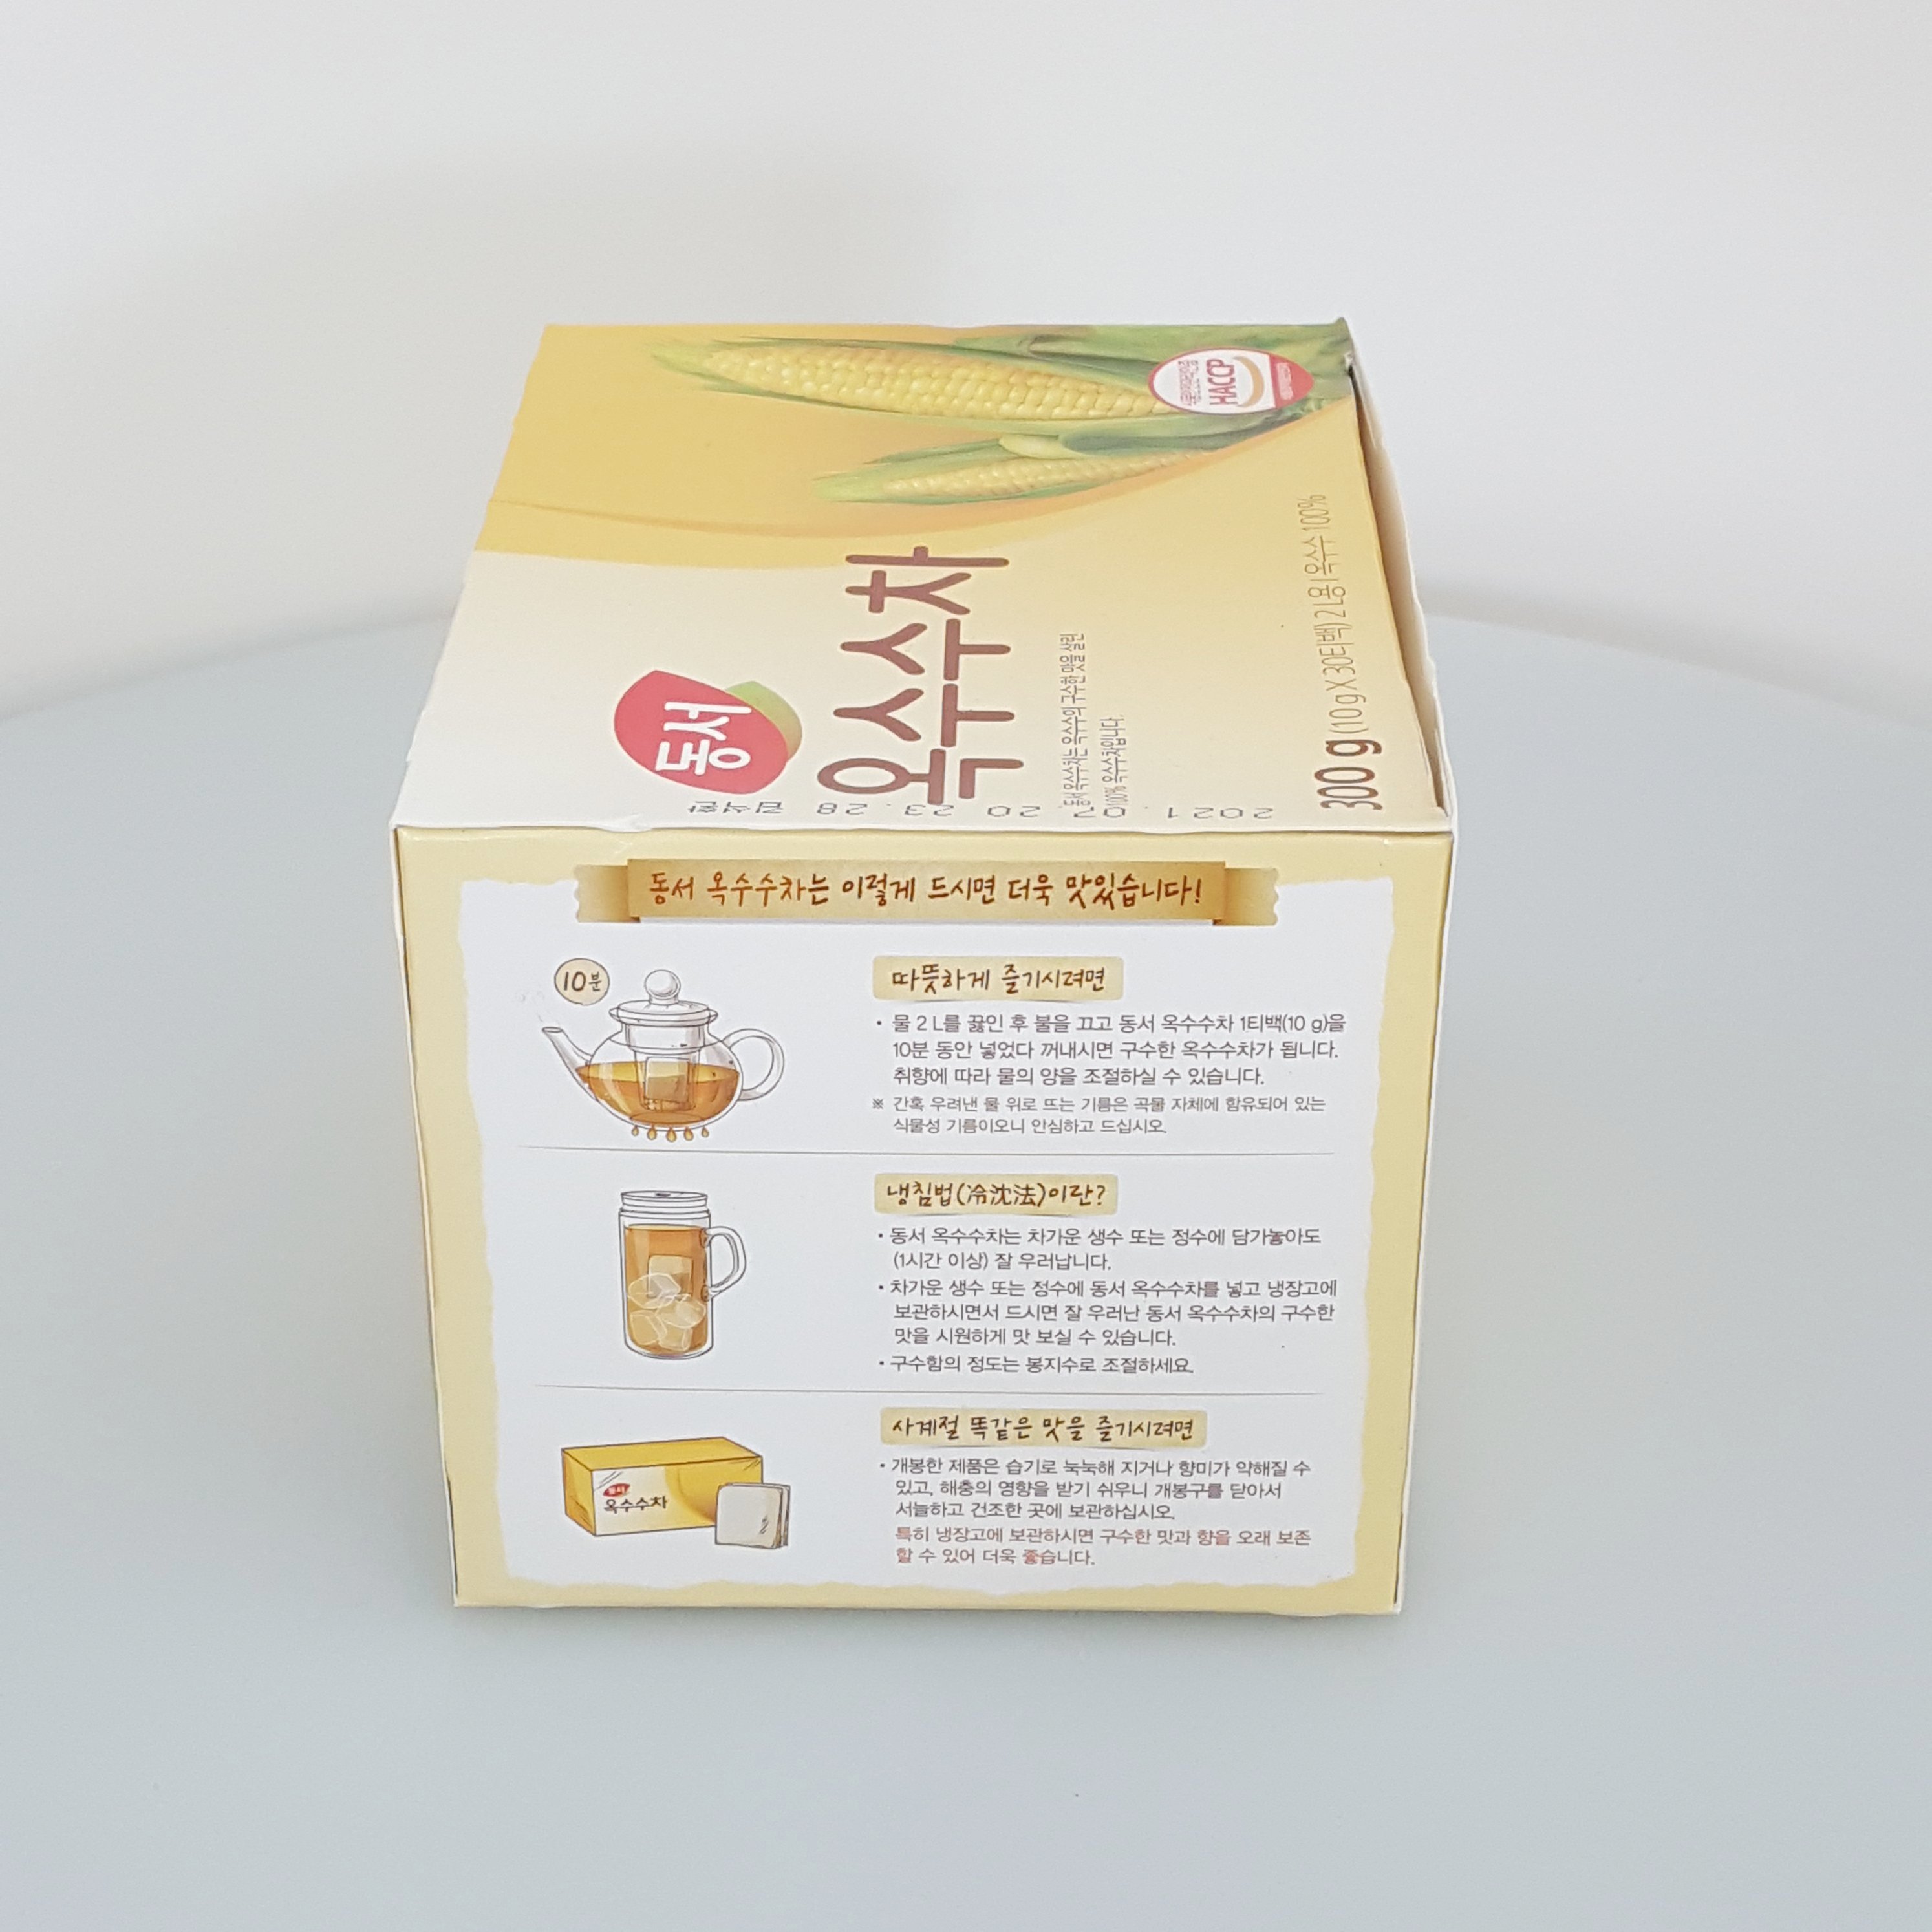 HACCP
동서
옥수수차
동서 옥수수차는 옥수수의 구수한 맛을 살린
100% 옥수수차입니다.
300 g (10 g X 30티백) 2 L용 | 옥수수 100%
동서 옥수수차는 이렇게 드시면 더욱 맛있습니다!
10분
따뜻하게 즐기시려면
• 물 2 L를 끓인 후 불을 끄고 동서 옥수수차 1티백(10 g)을
10분 동안 넣었다 꺼내시면 구수한 옥수수차가 됩니다.
취향에 따라 물의 양을 조절하실 수 있습니다.
※ 간혹 우려낸 물 위로 뜨는 기름은 곡물 자체에 함유되어 있는
식물성 기름이오니 안심하고 드십시오.
냉침법(冷沈法)이란?
• 동서 옥수수차는 차가운 생수 또는 정수에 담가놓아도
(1시간 이상) 잘 우러납니다.
• 차가운 생수 또는 정수에 동서 옥수수차를 넣고 냉장고에
보관하시면서 드시면 잘 우러난 동서 옥수수차의 구수한
맛을 시원하게 맛 보실 수 있습니다.
• 구수함의 정도는 봉지수로 조절하세요.
동서
옥수수차
사계절 똑같은 맛을 즐기시려면
• 개봉한 제품은 습기로 눅눅해 지거나 향미가 약해질 수
있고, 해충의 영향을 받기 쉬우니 개봉구를 닫아서
서늘하고 건조한 곳에 보관하십시오.
특히 냉장고에 보관하시면 구수한 맛과 향을 오래 보존
할 수 있어 더욱 좋습니다.